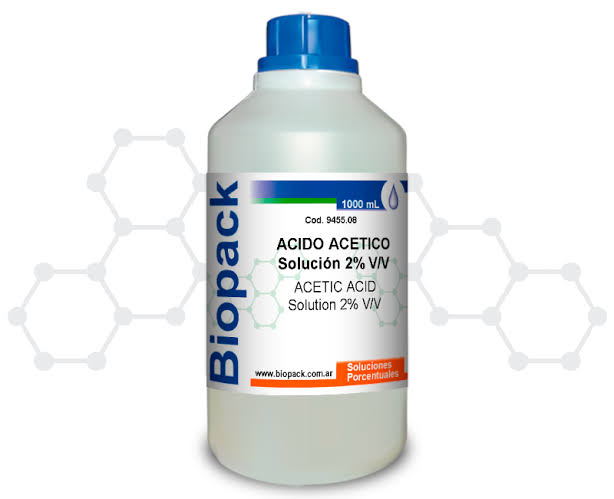 Biopack
1000 mL
Cod. 9455.08
ACIDO ACETICO
Solución 2% V/V
ACETIC ACID
Solution 2% V/V
www.biopack.com.ar
Soluciones
Porcentuales